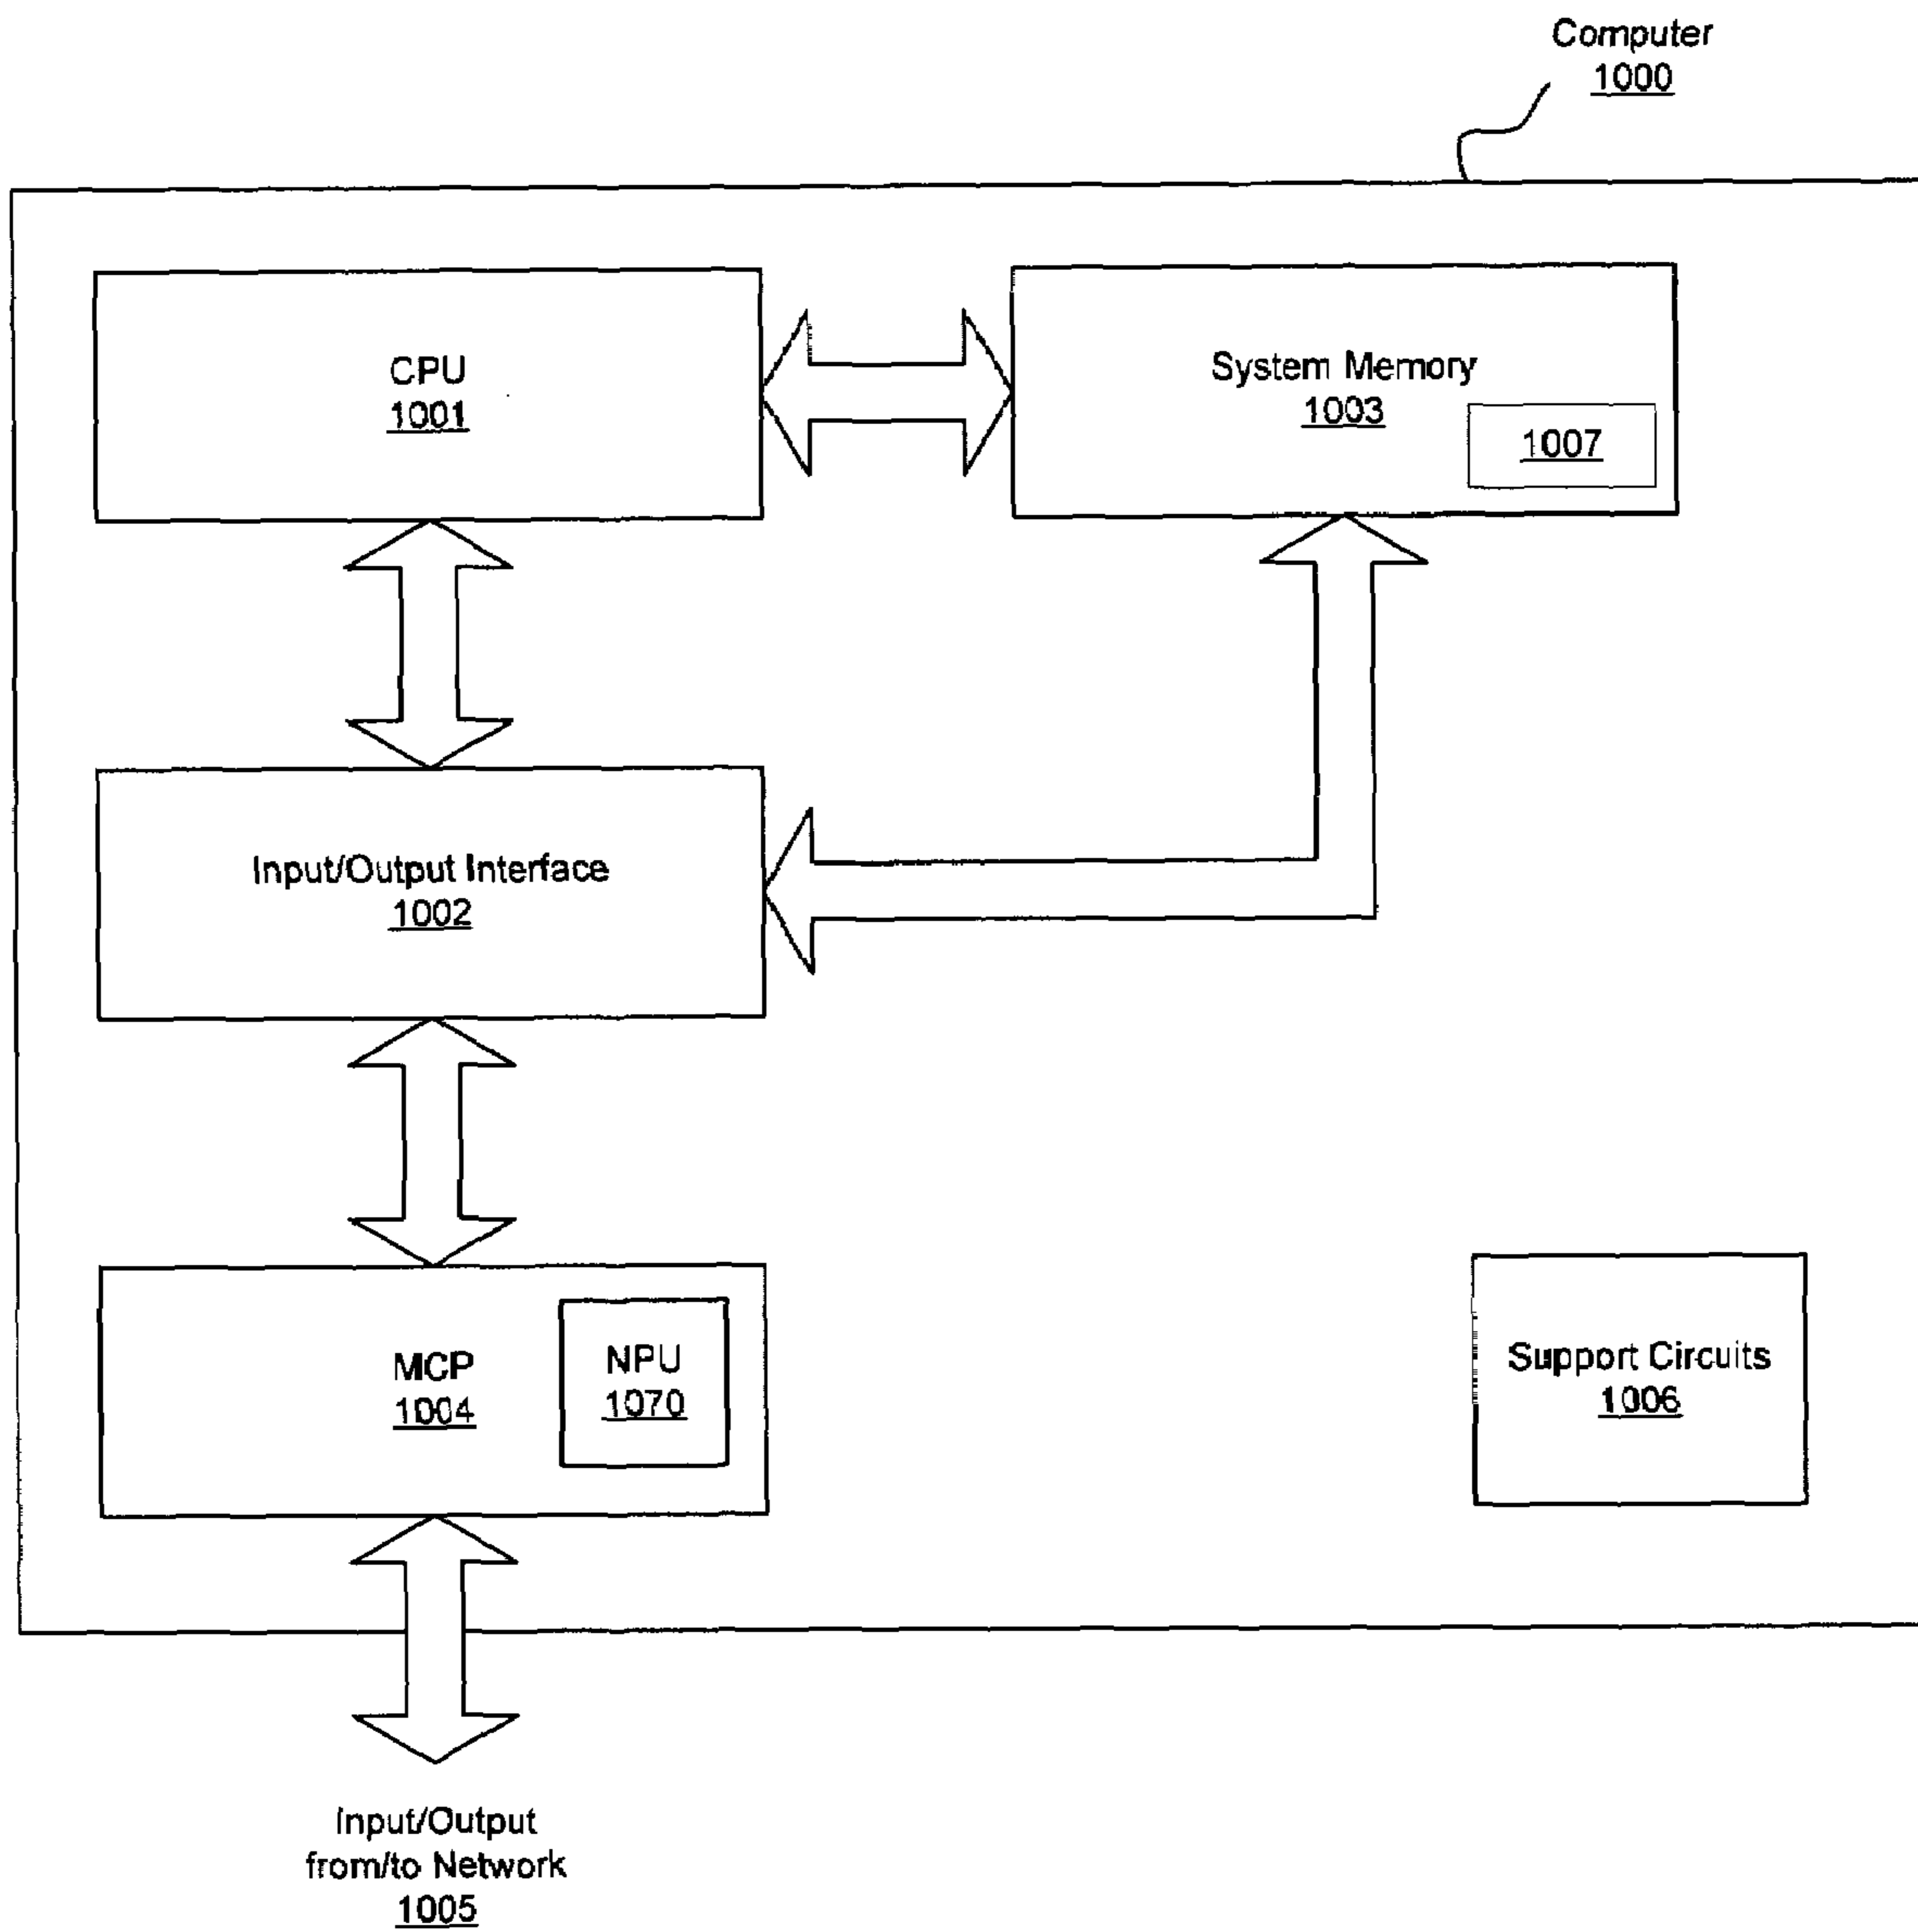 Computer
1000
CPU
1001
System Memory
1003
1007
Input/Output Interface
1002
MCP
1004
NPU
1070
Support Circuits
1006
Input/Output
from/to Network
1005